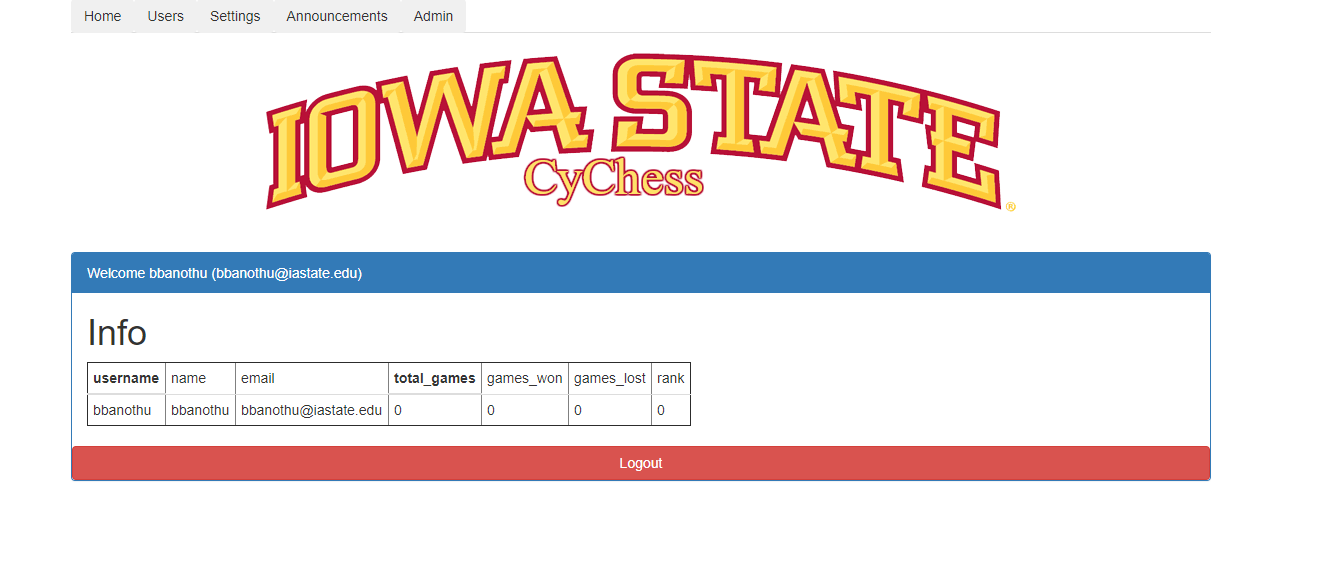 Home Users Settings Announcements Admin
IOWA STATE
CyChess
®
Welcome bbanothu (bbanothu@iastate.edu)
Info
username name email total_games games_won games_lost rank
bbanothu bbanothu bbanothu@iastate.edu 0 0 0 0
Logout